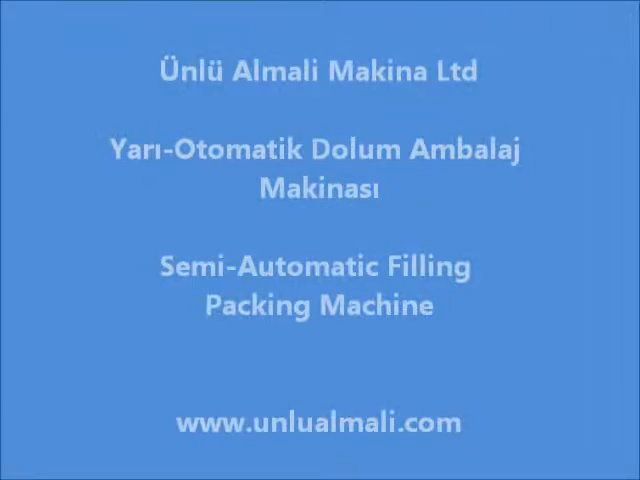 Ünlü Almali Makina Ltd
Yarı-Otomatik Dolum Ambalaj
Makinası
Semi-Automatic Filling
Packing Machine
www.unlualmali.com